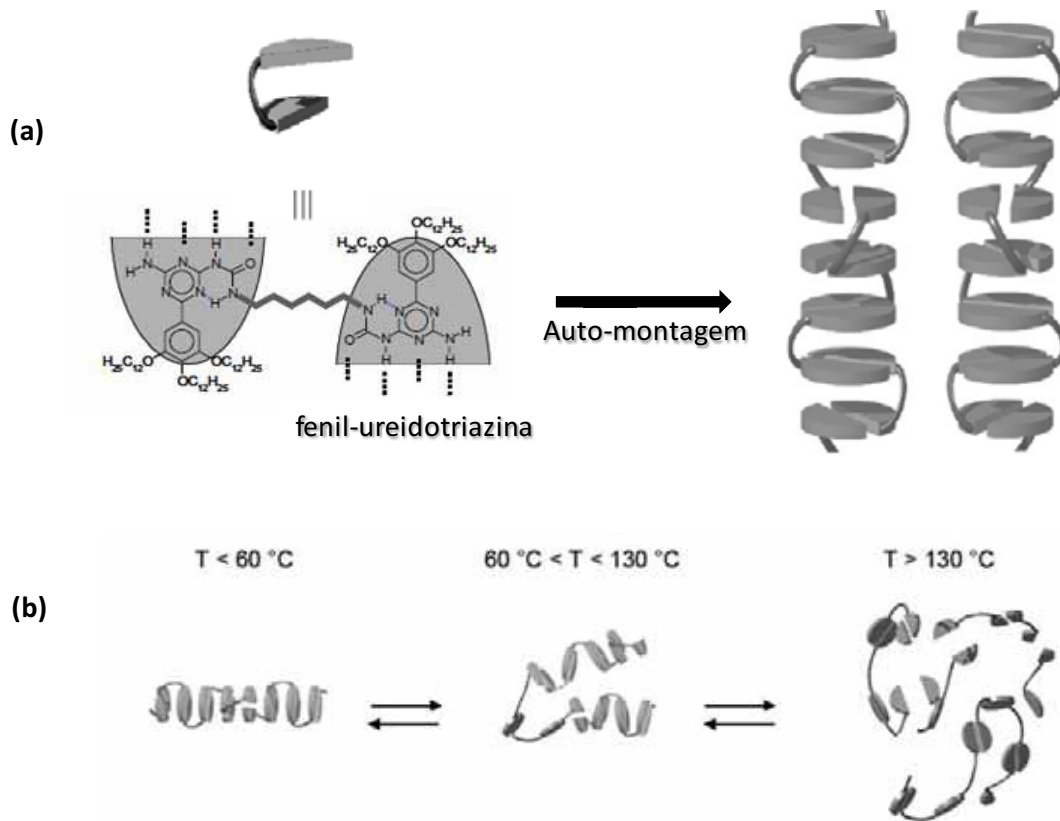 (a)
OC₁₂H₂₅
H₂₅C₁₂O OC₁₂H₂₅
H H
H N N N O
N N N
H
H N
N N
O N N N H
H H
H₂₅C₁₂O OC₁₂H₂₅
OC₁₂H₂₅
Auto-montagem
fenil-ureidotriazina
T < 60 °C 60 °C < T < 130 °C T > 130 °C
(b)